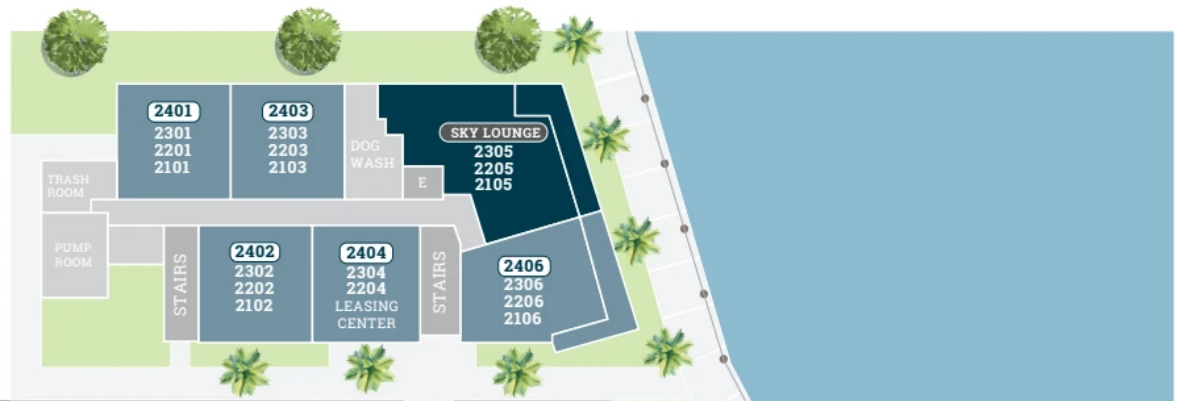 2401
2301
2201
2101
2403
2303
2203
2103
DOG
WASH
SKY LOUNGE
2305
2205
2105
E
TRASH
ROOM
PUMP
ROOM
STAIRS
2402
2302
2202
2102
2404
2304
2204
LEASING
CENTER
STAIRS
2406
2306
2206
2106